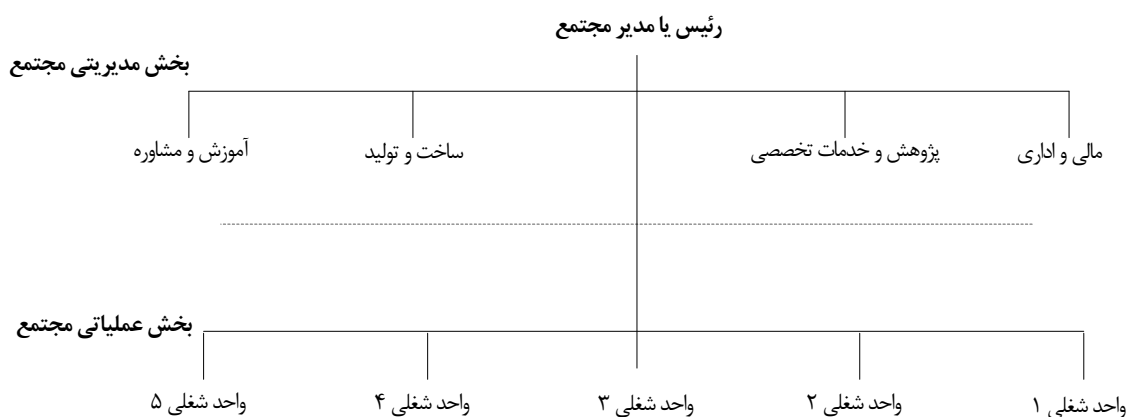 رئیس یا مدیر مجتمع
بخش مدیریتی مجتمع
مالی و اداری
پژوهش و خدمات تخصصی
ساخت و تولید
آموزش و مشاوره
بخش عملیاتی مجتمع
واحد شغلی ۱
واحد شغلی ۲
واحد شغلی ۳
واحد شغلی ۴
واحد شغلی ۵